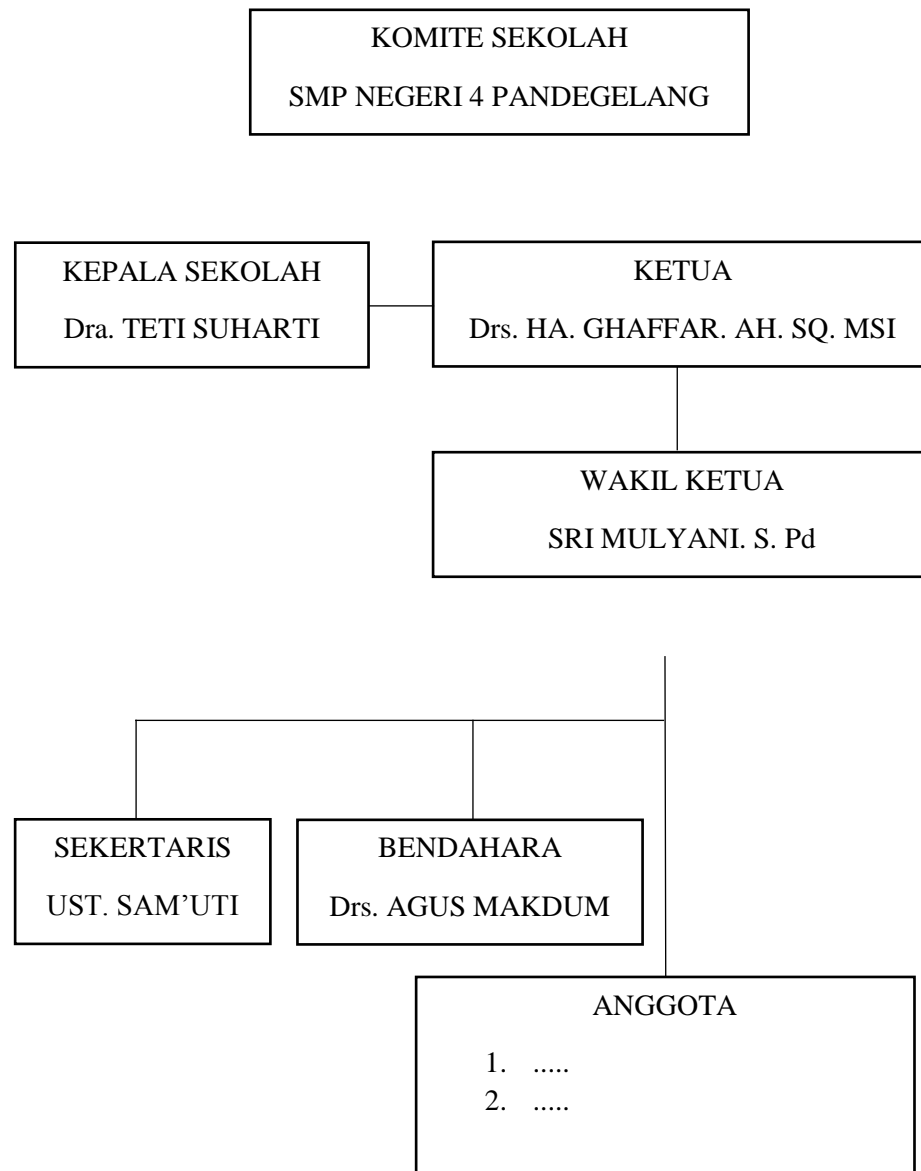 KOMITE SEKOLAH
SMP NEGERI 4 PANDEGELANG
KEPALA SEKOLAH
Dra. TETI SUHARTI
KETUA
Drs. HA. GHAFFAR. AH. SQ. MSI
WAKIL KETUA
SRI MULYANI. S. Pd
SEKERTARIS
UST. SAM’UTI
BENDAHARA
Drs. AGUS MAKDUM
ANGGOTA
1. .....
2. .....